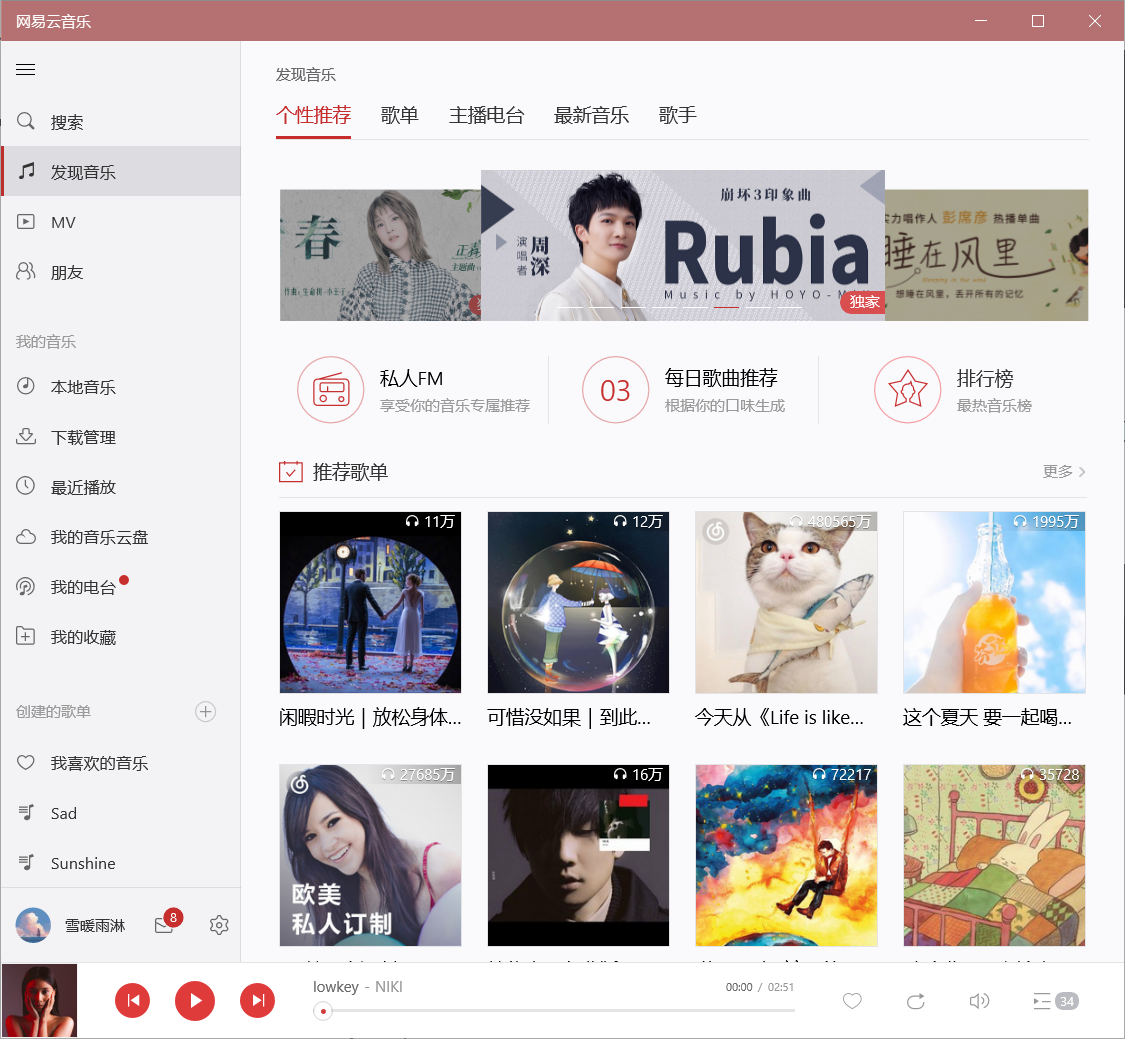 网易云音乐
搜索
发现音乐
MV
朋友
我的音乐
本地音乐
下载管理
最近播放
我的音乐云盘
我的电台
我的收藏
创建的歌单
我喜欢的音乐
Sad
Sunshine
雪暖雨淋
8
发现音乐
个性推荐 歌单 主播电台 最新音乐 歌手
春
主题曲
崩坏3印象曲
演唱者 周深
Rubia
Music by HOYO-M
独家
实力唱作人 彭席彦 热播单曲
睡在风里
Sleeping in the wind
想睡在风里，丢开所有的记忆
私人FM
享受你的音乐专属推荐
03
每日歌曲推荐
根据你的口味生成
排行榜
最热音乐榜
推荐歌单
更多
11万
12万
480565万
1995万
闲暇时光｜放松身体...
可惜没如果｜到此...
今天从《Life is like...
这个夏天 要一起喝...
27685万
16万
72217
35728
欧美
私人订制
lowkey - NIKI
00:00 / 02:51
34